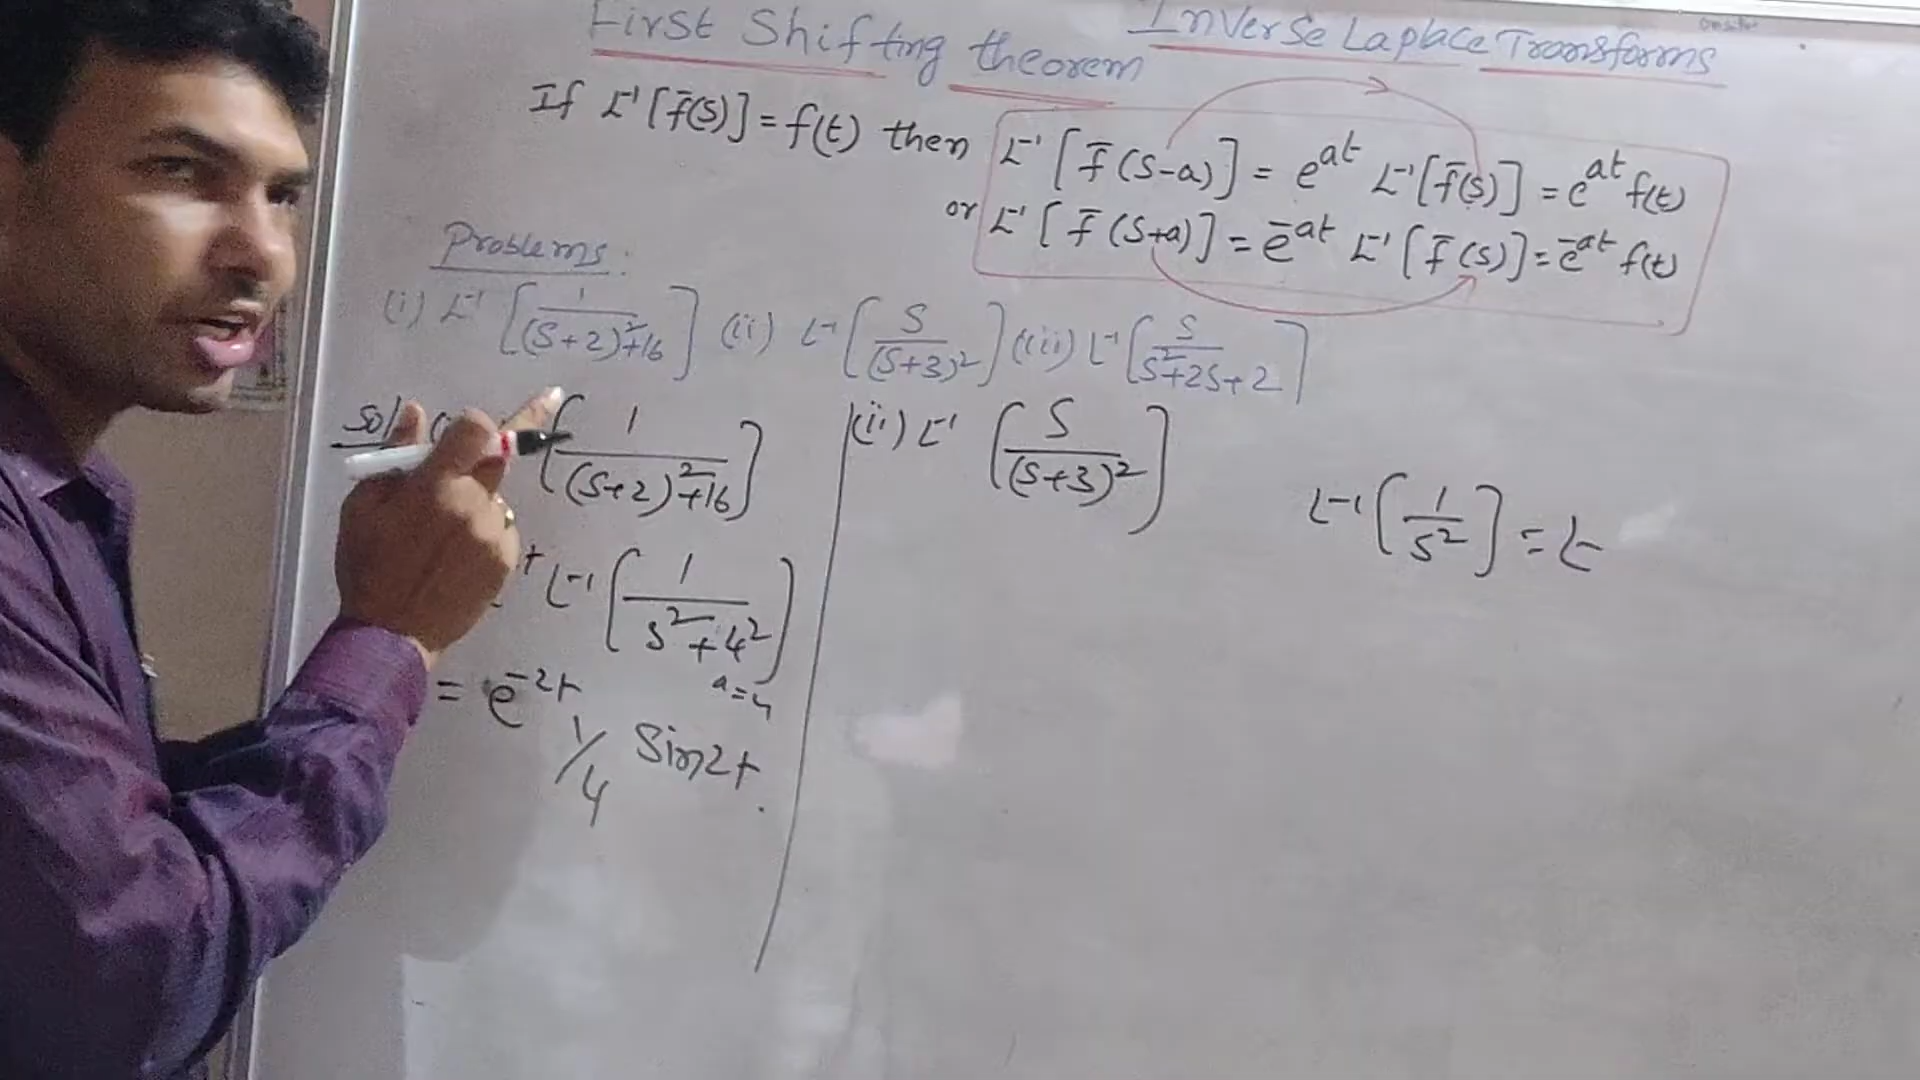 First Shifting theorem Inverse Laplace Transforms
If L⁻¹[f̄(s)] = f(t) then L⁻¹[f̄(s-a)] = e^{at} L⁻¹[f̄(s)] = e^{at} f(t)
or L⁻¹[f̄(s+a)] = e^{-at} L⁻¹[f̄(s)] = e^{-at} f(t)
Problems:
(i) L⁻¹[1/((s+2)²+16)] (ii) L⁻¹[s/(s+3)²] (iii) L⁻¹[s/(s²+2s+2)]
Sol [1/((s+2)²+16)]
t L⁻¹[1/(s²+4²)]
a=4
= e^{-2t} 1/4 Sin2t.
(ii) L⁻¹[s/(s+3)²]
L⁻¹[1/s²] = t